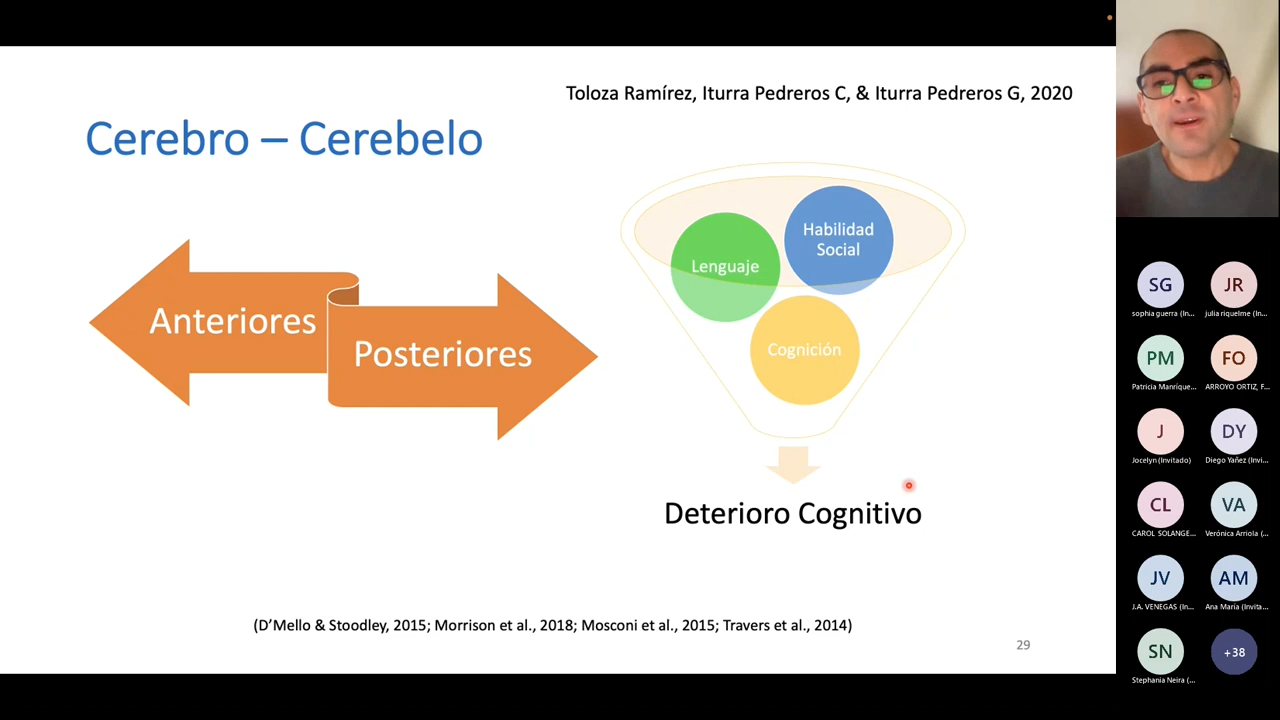 Toloza Ramírez, Iturra Pedreros C, & Iturra Pedreros G, 2020
Cerebro – Cerebelo
Anteriores
Posteriores
Lenguaje
Habilidad
Social
Cognición
Deterioro Cognitivo
(D’Mello & Stoodley, 2015; Morrison et al., 2018; Mosconi et al., 2015; Travers et al., 2014)
29
SG
JR
sophia guerra (In...
julia riquelme (Inv...
PM
FO
Patricia Manrique...
ARROYO ORTIZ, F...
J
DY
Jocelyn (Invitado)
Diego Yañez (Invi...
CL
VA
CAROL SOLANGE...
Verónica Arriola (...
JV
AM
J.A. VENEGAS (In...
Ana María (Invita...
SN
+38
Stephania Neira (...